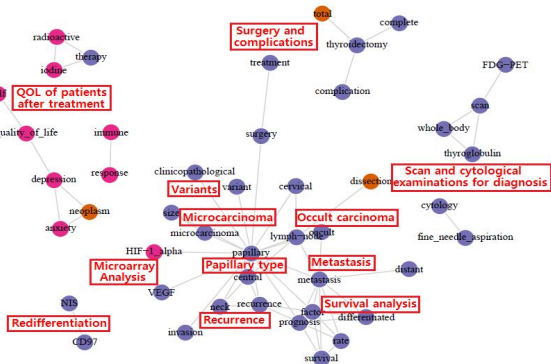 total
complete
radioactive
Surgery and
complications
thyroidectomy
therapy
treatment
FDG-PET
iodine
QOL of patients
after treatment
complication
scan
uality_of_life
immune
surgery
whole_body
thyroglobulin
clinicopathological
response
depression
Variants
variant
cervical
dissection
Scan and cytological
examinations for diagnosis
neoplasm
size
Microcarcinoma
Occult carcinoma
cytology
anxiety
microcarcinoma
lymph-node
occult
fine_needle_aspiration
HIF-1_alpha
papillary
Microarray
Analysis
Papillary type
Metastasis
distant
central
metastasis
VEGF
NIS
neck
recurrence
Survival analysis
factor
Redifferentiation
Recurrence
prognosis
differentiated
invasion
CD97
rate
survival